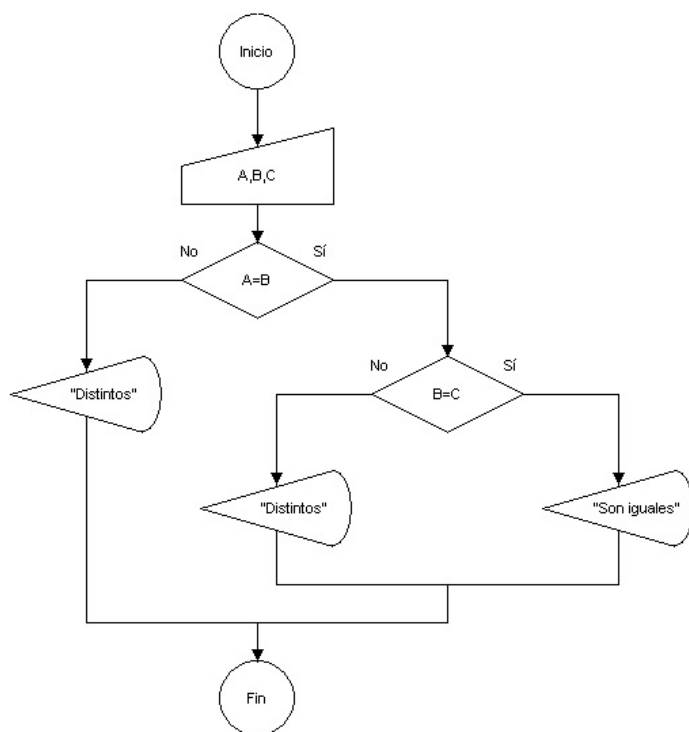 Inicio
A,B,C
No
Sí
A=B
No
Sí
"Distintos"
B=C
"Distintos"
"Son iguales"
Fin